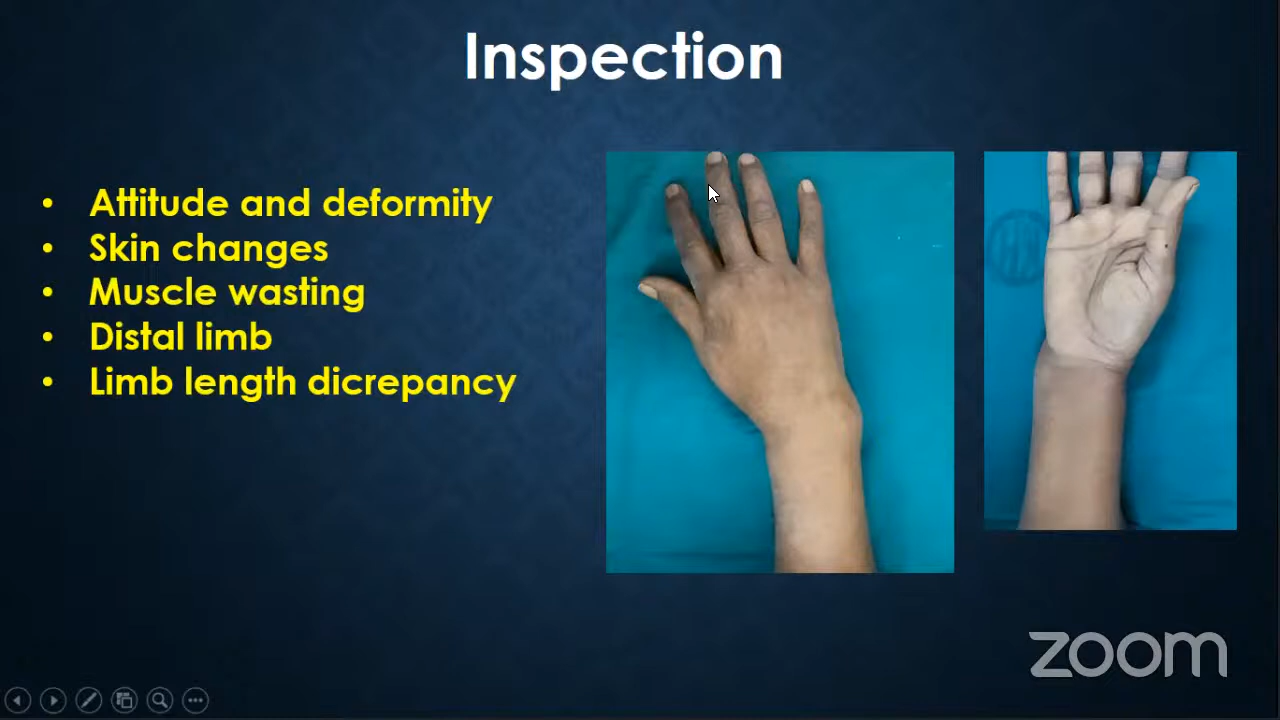 Inspection
• Attitude and deformity
• Skin changes
• Muscle wasting
• Distal limb
• Limb length dicrepancy
zoom